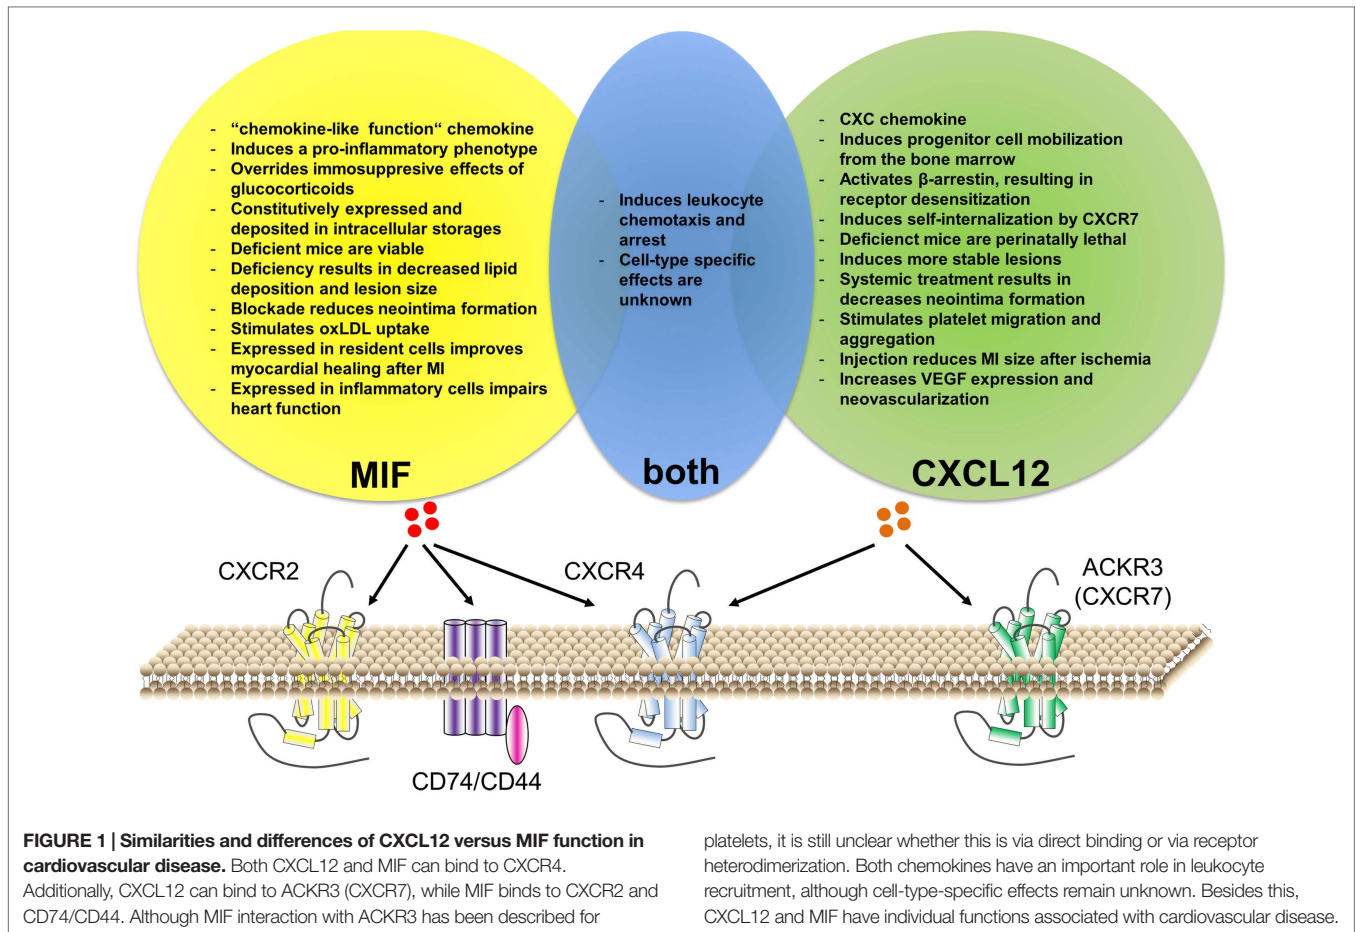 - “chemokine-like function“ chemokine
- Induces a pro-inflammatory phenotype
- Overrides immosuppresive effects of
glucocorticoids
- Constitutively expressed and
deposited in intracellular storages
- Deficient mice are viable
- Deficiency results in decreased lipid
deposition and lesion size
- Blockade reduces neointima formation
- Stimulates oxLDL uptake
- Expressed in resident cells improves
myocardial healing after MI
- Expressed in inflammatory cells impairs
heart function
MIF
- Induces leukocyte
chemotaxis and
arrest
- Cell-type specific
effects are
unknown
both
- CXC chemokine
- Induces progenitor cell mobilization
from the bone marrow
- Activates β-arrestin, resulting in
receptor desensitization
- Induces self-internalization by CXCR7
- Deficienct mice are perinatally lethal
- Induces more stable lesions
- Systemic treatment results in
decreases neointima formation
- Stimulates platelet migration and
aggregation
- Injection reduces MI size after ischemia
- Increases VEGF expression and
neovascularization
CXCL12
CXCR2
CXCR4
ACKR3
(CXCR7)
CD74/CD44
FIGURE 1 | Similarities and differences of CXCL12 versus MIF function in
cardiovascular disease. Both CXCL12 and MIF can bind to CXCR4.
Additionally, CXCL12 can bind to ACKR3 (CXCR7), while MIF binds to CXCR2 and
CD74/CD44. Although MIF interaction with ACKR3 has been described for
platelets, it is still unclear whether this is via direct binding or via receptor
heterodimerization. Both chemokines have an important role in leukocyte
recruitment, although cell-type-specific effects remain unknown. Besides this,
CXCL12 and MIF have individual functions associated with cardiovascular disease.